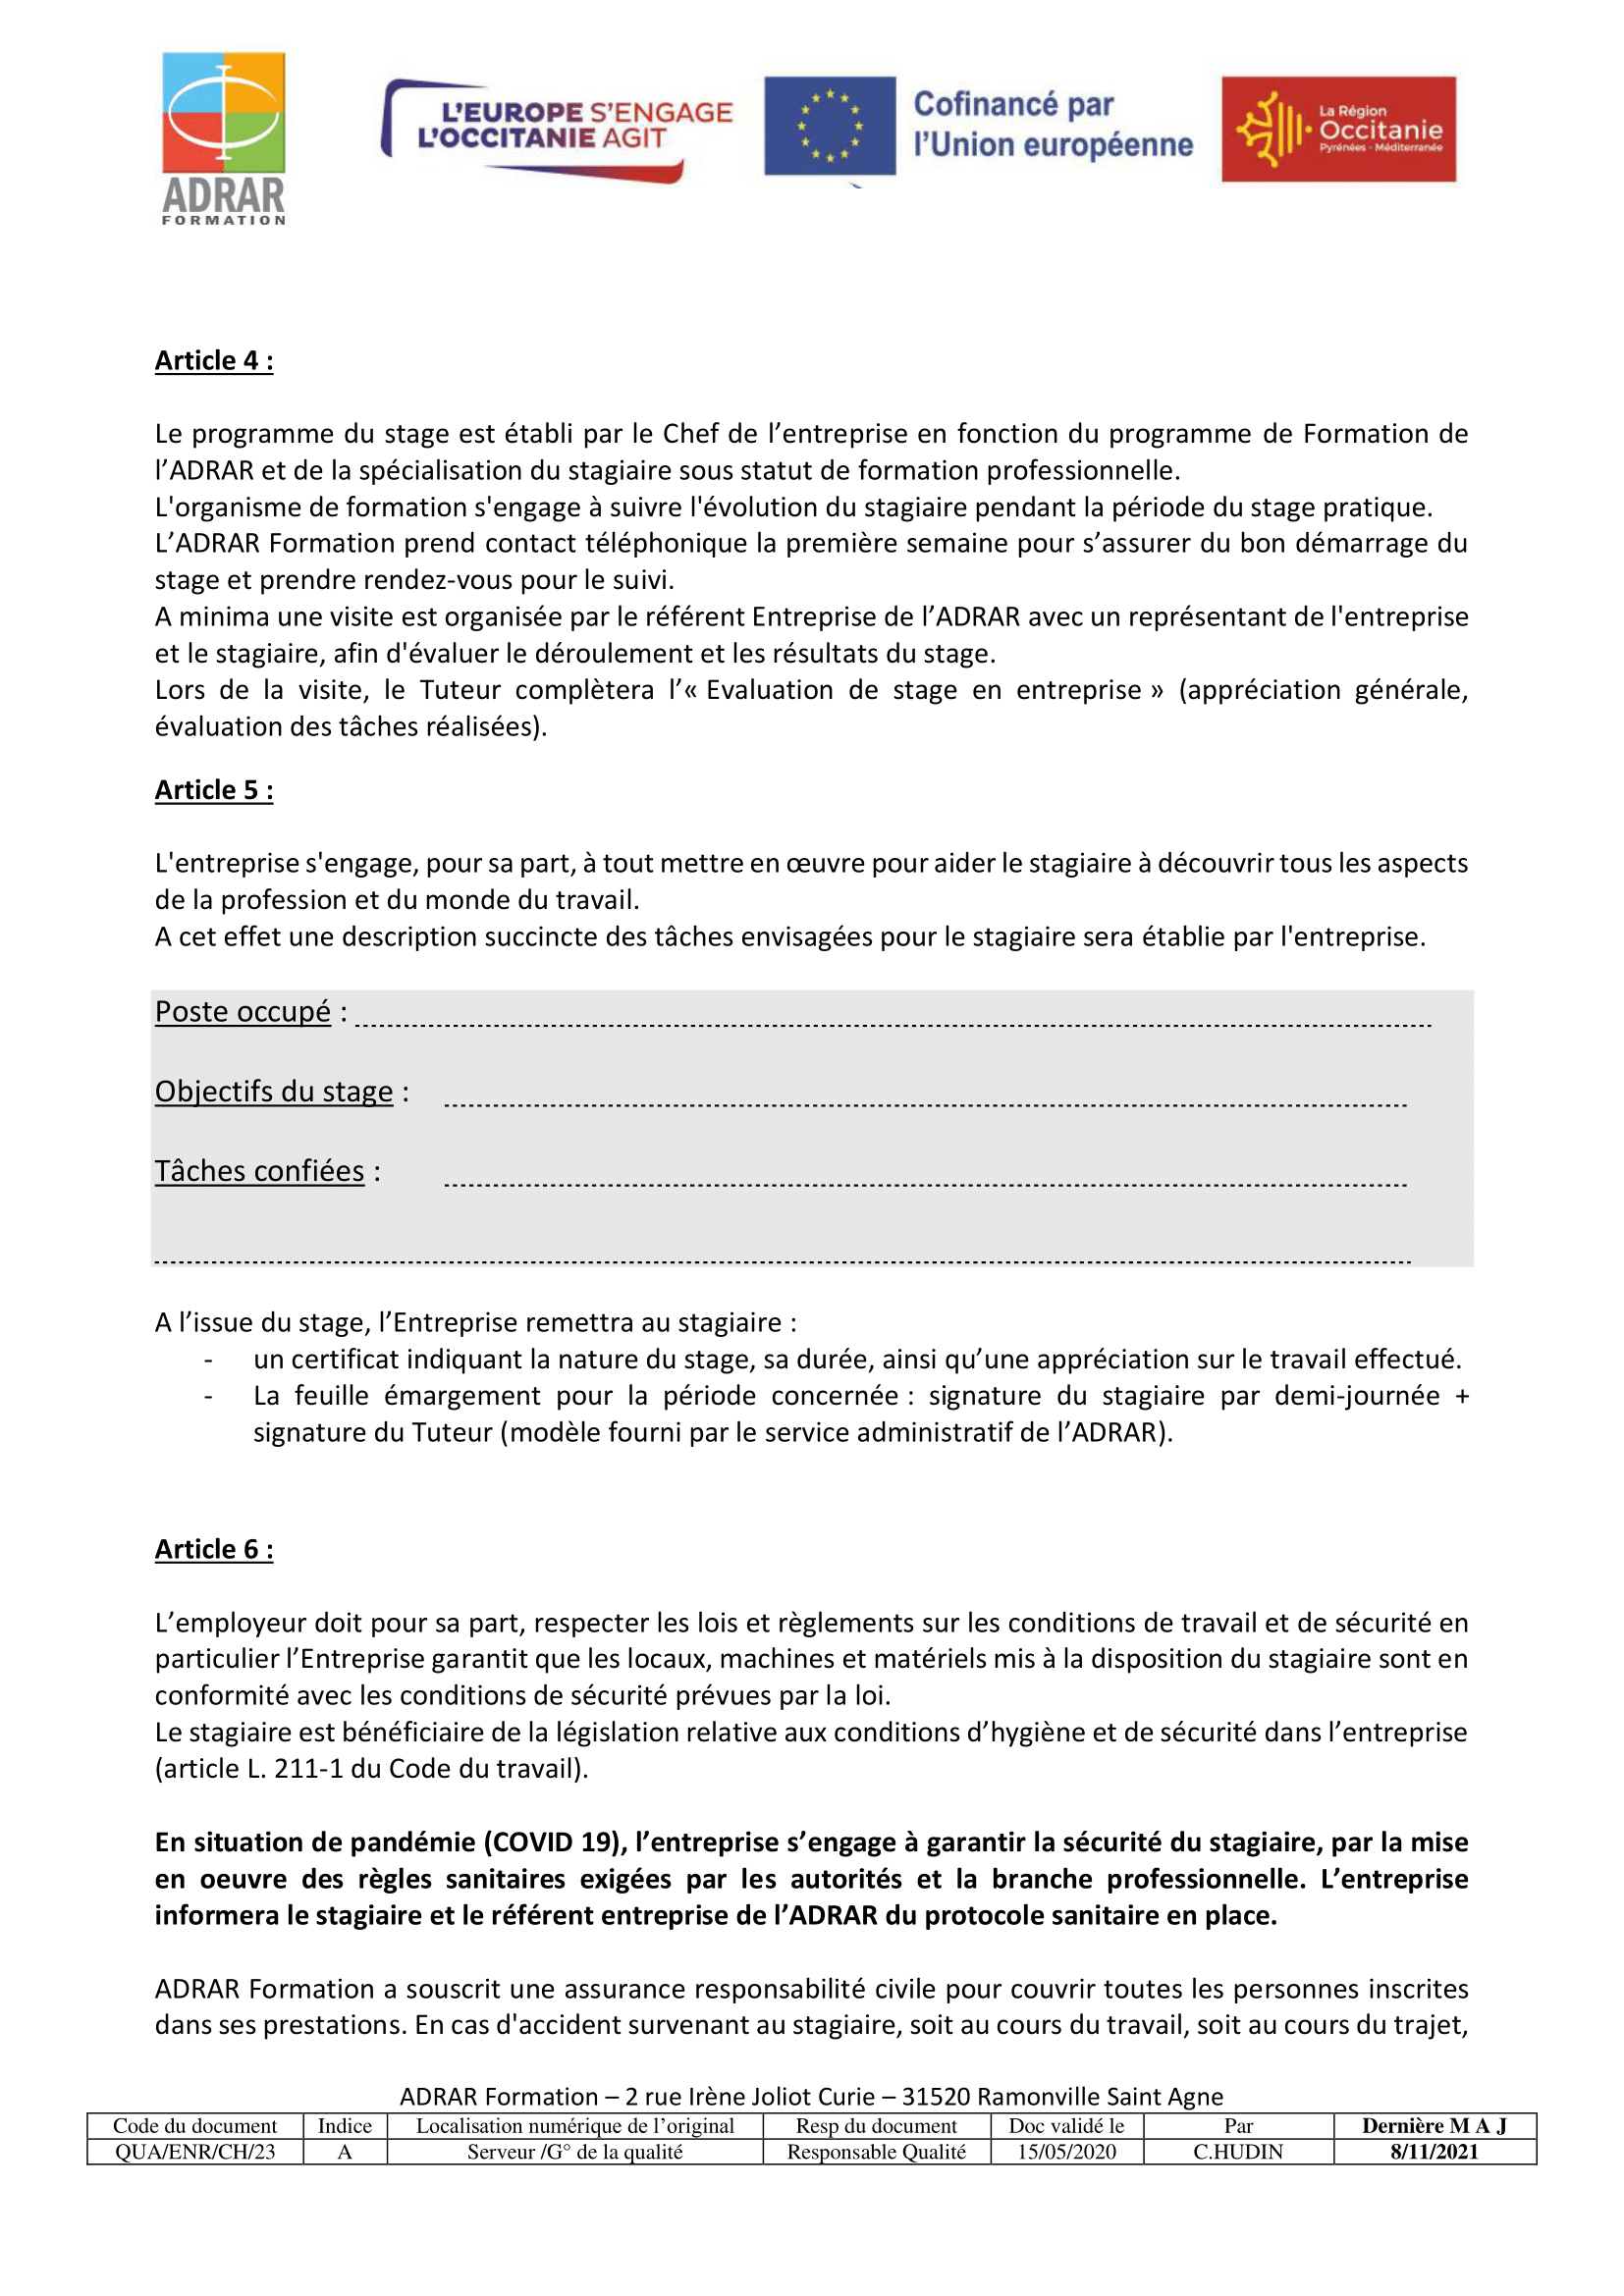 ADRAR
FORMATION
L'EUROPE S'ENGAGE
L'OCCITANIE AGIT
Cofinancé par
l'Union européenne
La Région
Occitanie
Pyrénées - Méditerranée
Article 4 :
Le programme du stage est établi par le Chef de l’entreprise en fonction du programme de Formation de
l’ADRAR et de la spécialisation du stagiaire sous statut de formation professionnelle.
L'organisme de formation s'engage à suivre l'évolution du stagiaire pendant la période du stage pratique.
L’ADRAR Formation prend contact téléphonique la première semaine pour s’assurer du bon démarrage du
stage et prendre rendez-vous pour le suivi.
A minima une visite est organisée par le référent Entreprise de l’ADRAR avec un représentant de l'entreprise
et le stagiaire, afin d'évaluer le déroulement et les résultats du stage.
Lors de la visite, le Tuteur complètera l’« Evaluation de stage en entreprise » (appréciation générale,
évaluation des tâches réalisées).
Article 5 :
L'entreprise s'engage, pour sa part, à tout mettre en œuvre pour aider le stagiaire à découvrir tous les aspects
de la profession et du monde du travail.
A cet effet une description succincte des tâches envisagées pour le stagiaire sera établie par l'entreprise.
Poste occupé :
Objectifs du stage :
Tâches confiées :
A l’issue du stage, l’Entreprise remettra au stagiaire :
- un certificat indiquant la nature du stage, sa durée, ainsi qu’une appréciation sur le travail effectué.
- La feuille émargement pour la période concernée : signature du stagiaire par demi-journée +
signature du Tuteur (modèle fourni par le service administratif de l’ADRAR).
Article 6 :
L’employeur doit pour sa part, respecter les lois et règlements sur les conditions de travail et de sécurité en
particulier l’Entreprise garantit que les locaux, machines et matériels mis à la disposition du stagiaire sont en
conformité avec les conditions de sécurité prévues par la loi.
Le stagiaire est bénéficiaire de la législation relative aux conditions d’hygiène et de sécurité dans l’entreprise
(article L. 211-1 du Code du travail).
En situation de pandémie (COVID 19), l’entreprise s’engage à garantir la sécurité du stagiaire, par la mise
en oeuvre des règles sanitaires exigées par les autorités et la branche professionnelle. L’entreprise
informera le stagiaire et le référent entreprise de l’ADRAR du protocole sanitaire en place.
ADRAR Formation a souscrit une assurance responsabilité civile pour couvrir toutes les personnes inscrites
dans ses prestations. En cas d'accident survenant au stagiaire, soit au cours du travail, soit au cours du trajet,
ADRAR Formation – 2 rue Irène Joliot Curie – 31520 Ramonville Saint Agne
Code du document Indice Localisation numérique de l’original Resp du document Doc validé le Par Dernière M A J
QUA/ENR/CH/23 A Serveur /G° de la qualité Responsable Qualité 15/05/2020 C.HUDIN 8/11/2021